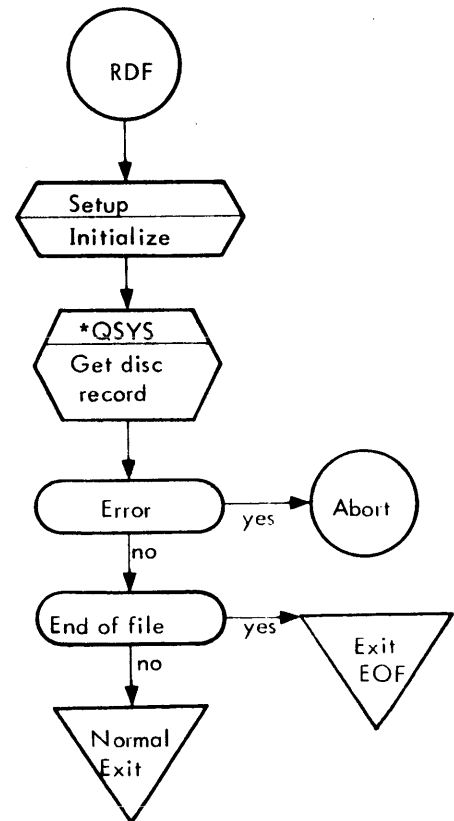 RDF
Setup
Initialize
*QSYS
Get disc
record
Error
yes
Abort
no
End of file
yes
Exit
EOF
no
Normal
Exit